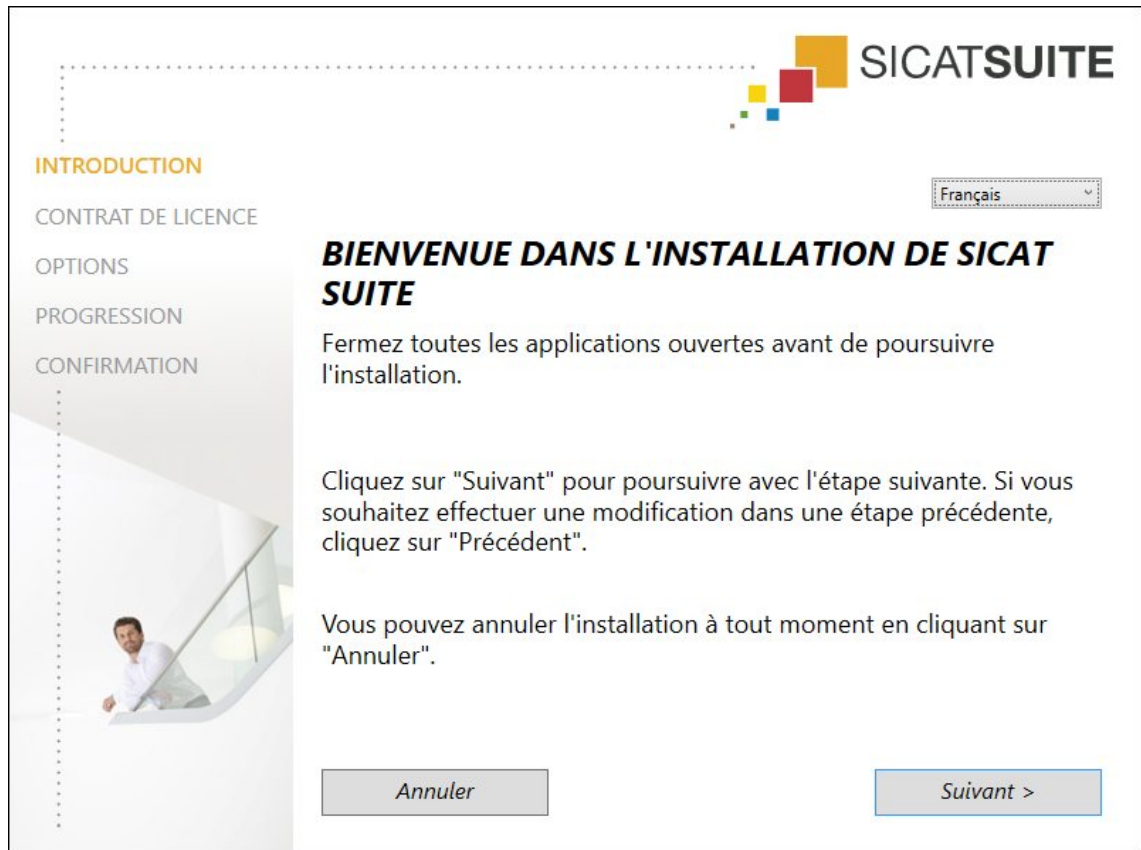 SICATSUITE
INTRODUCTION
CONTRAT DE LICENCE
OPTIONS
PROGRESSION
CONFIRMATION
Français
BIENVENUE DANS L'INSTALLATION DE SICAT
SUITE
Fermez toutes les applications ouvertes avant de poursuivre
l'installation.
Cliquez sur "Suivant" pour poursuivre avec l'étape suivante. Si vous
souhaitez effectuer une modification dans une étape précédente,
cliquez sur "Précédent".
Vous pouvez annuler l'installation à tout moment en cliquant sur
"Annuler".
Annuler
Suivant >